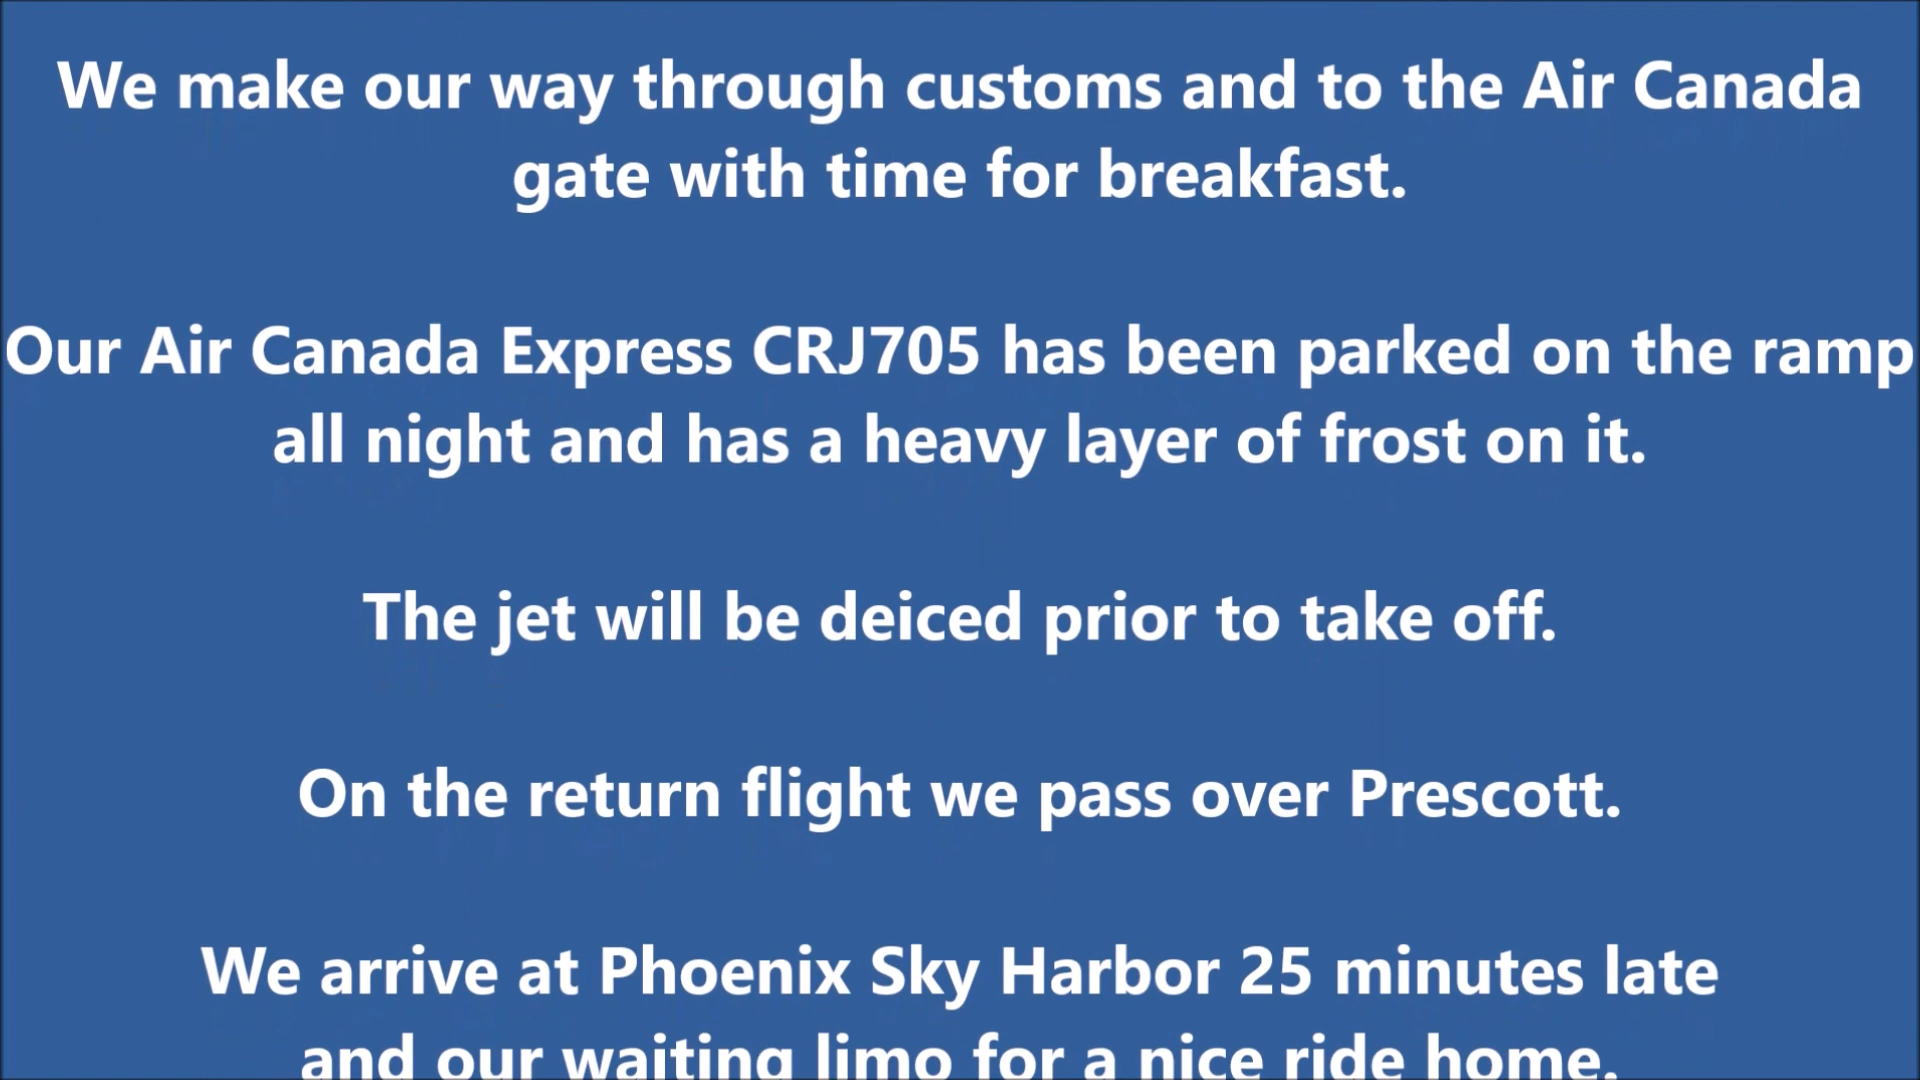 We make our way through customs and to the Air Canada
gate with time for breakfast.
Our Air Canada Express CRJ705 has been parked on the ramp
all night and has a heavy layer of frost on it.
The jet will be deiced prior to take off.
On the return flight we pass over Prescott.
We arrive at Phoenix Sky Harbor 25 minutes late
and our waiting limo for a nice ride home.